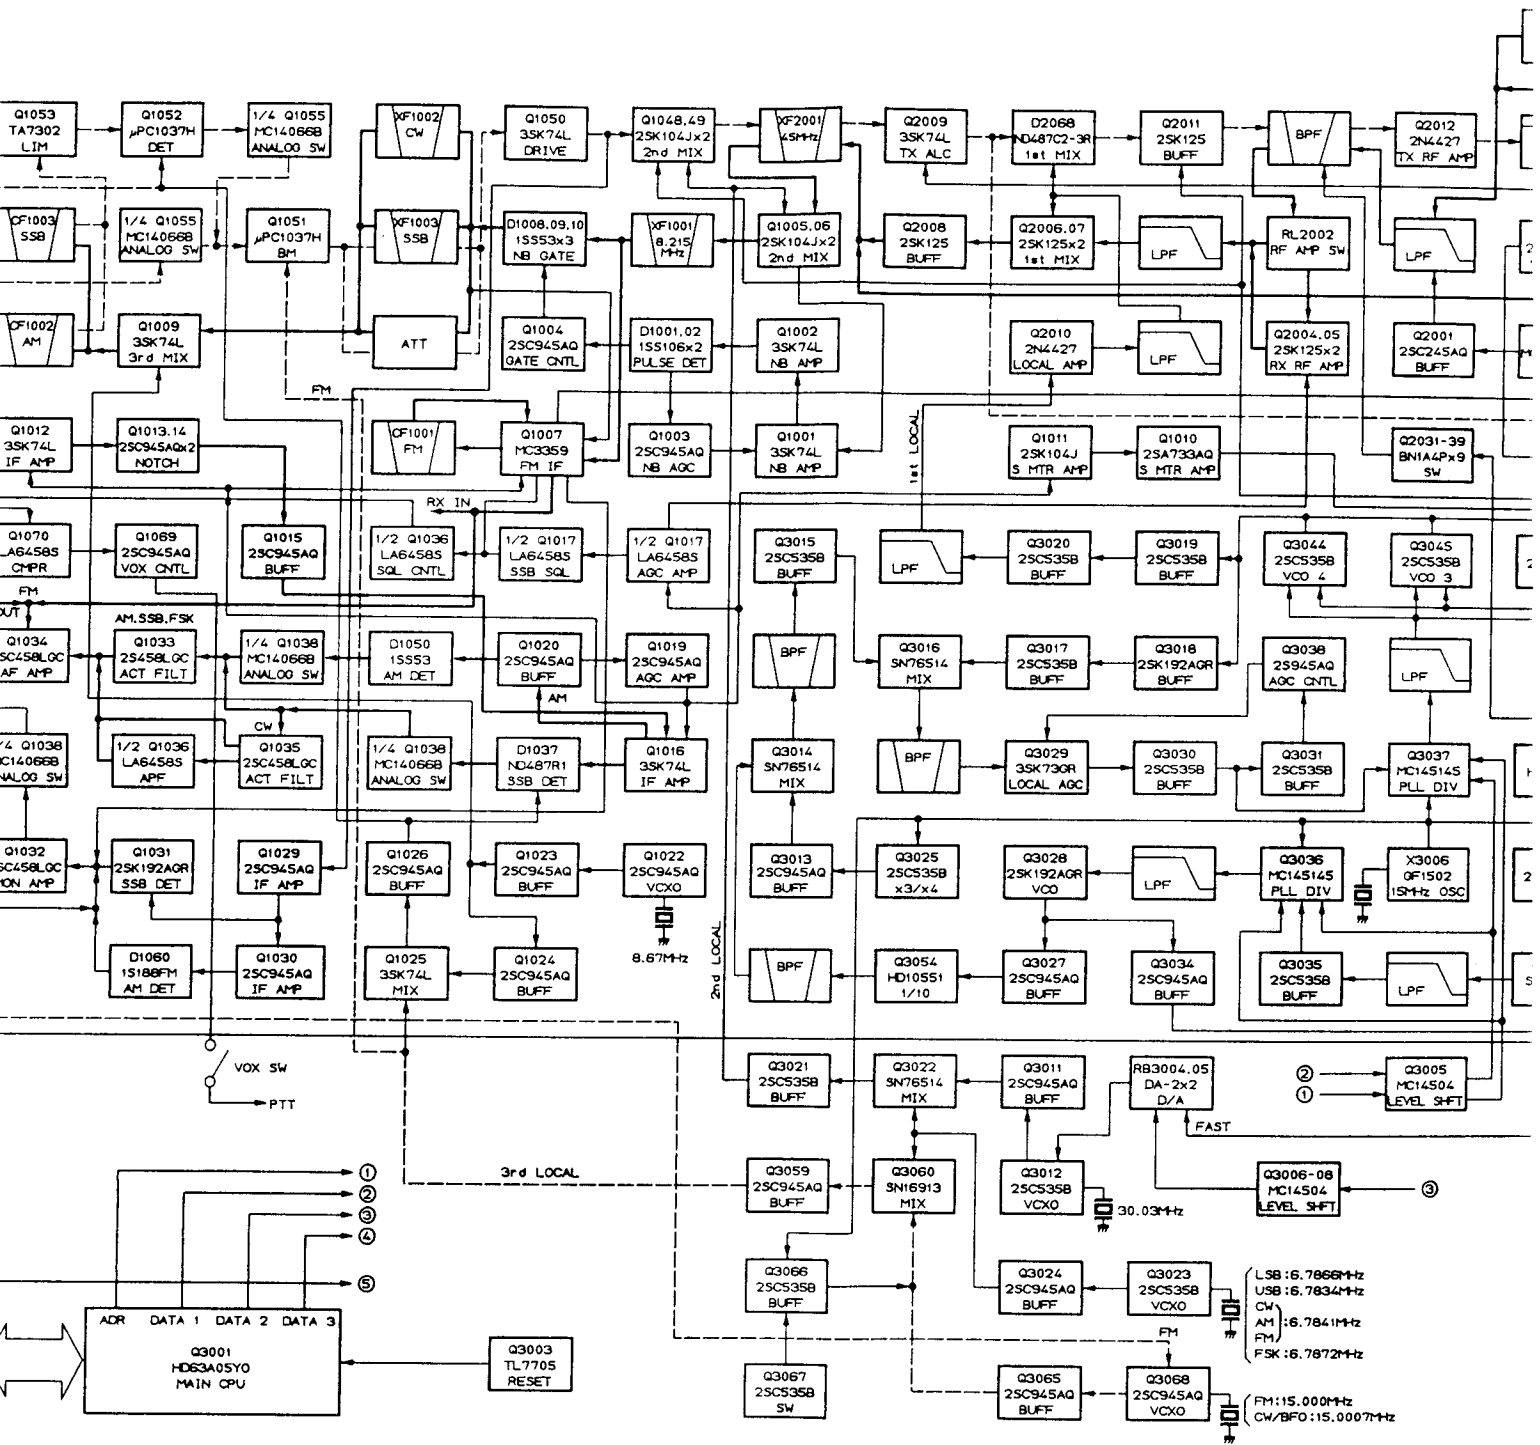 Q1053
TA7302
LIM
Q1052
µPC1037H
DET
1/4 Q1055
MC14066B
ANALOG SW
XF1002
CW
Q1050
3SK74L
DRIVE
Q1048,49
2SK104Jx2
2nd MIX
XF2001
45MHz
Q2009
3SK74L
TX ALC
D2068
ND487C2-3R
1st MIX
Q2011
2SK125
BUFF
BPF
Q2012
2N4427
TX RF AMP
CF1003
SSB
1/4 Q1055
MC14066B
ANALOG SW
Q1051
µPC1037H
BM
XF1003
SSB
D1008,09,10
1SS53x3
NB GATE
XF1001
8.215
MHz
Q1005,06
2SK104Jx2
2nd MIX
Q2008
2SK125
BUFF
Q2006,07
2SK125x2
1st MIX
LPF
RL2002
RF AMP SW
LPF
CF1002
AM
Q1009
3SK74L
3rd MIX
ATT
Q1004
2SC945AQ
GATE CNTL
D1001,02
1SS106x2
PULSE DET
Q1002
3SK74L
NB AMP
Q2010
2N4427
LOCAL AMP
LPF
Q2004,05
2SK125x2
RX RF AMP
Q2001
2SC245AQ
BUFF
FM
Q1012
3SK74L
IF AMP
Q1013,14
2SC945AQx2
NOTCH
CF1001
FM
Q1007
MC3359
FM IF
Q1003
2SC945AQ
NB AGC
Q1001
3SK74L
NB AMP
1st LOCAL
Q1011
2SK104J
S MTR AMP
Q1010
2SA733AQ
S MTR AMP
Q2031-39
BN1A4Px9
SW
RX IN
Q1070
LA6458S
CMPR
Q1069
2SC945AQ
VOX CNTL
Q1015
2SC945AQ
BUFF
1/2 Q1036
LA6458S
SQL CNTL
1/2 Q1017
LA6458S
SSB SQL
1/2 Q1017
LA6458S
AGC AMP
Q3015
2SC535B
BUFF
LPF
Q3020
2SC535B
BUFF
Q3019
2SC535B
BUFF
Q3044
2SC535B
VCO 4
Q3045
2SC535B
VCO 3
FM
OUT
AM.SSB.FSK
Q1034
SC458LGC
AF AMP
Q1033
2S458LGC
ACT FILT
1/4 Q1038
MC14066B
ANALOG SW
D1050
1SS53
AM DET
Q1020
2SC945AQ
BUFF
Q1019
2SC945AQ
AGC AMP
BPF
Q3016
SN76514
MIX
Q3017
2SC535B
BUFF
Q3018
2SK192AGR
BUFF
Q3038
2S945AQ
AGC CNTL
LPF
AM
CW
/4 Q1038
MC14066B
ANALOG SW
1/2 Q1036
LA6458S
APF
Q1035
2SC458LGC
ACT FILT
1/4 Q1038
MC14066B
ANALOG SW
D1037
ND487R1
SSB DET
Q1016
3SK74L
IF AMP
Q3014
SN76514
MIX
BPF
Q3029
3SK73GR
LOCAL AGC
Q3030
2SC535B
BUFF
Q3031
2SC535B
BUFF
Q3037
MC145145
PLL DIV
Q1032
SC458LGC
MON AMP
Q1031
2SK192AGR
SSB DET
Q1029
2SC945AQ
IF AMP
Q1026
2SC945AQ
BUFF
Q1023
2SC945AQ
BUFF
Q1022
2SC945AQ
VCXO
Q3013
2SC945AQ
BUFF
Q3025
2SC535B
x3/x4
Q3028
2SK192AGR
VCO
LPF
Q3036
MC145145
PLL DIV
X3006
GF1502
15MHz OSC
8.67MHz
2nd LOCAL
D1060
1S188FM
AM DET
Q1030
2SC945AQ
IF AMP
Q1025
3SK74L
MIX
Q1024
2SC945AQ
BUFF
BPF
Q3054
HD10551
1/10
Q3027
2SC945AQ
BUFF
Q3034
2SC945AQ
BUFF
Q3035
2SC535B
BUFF
LPF
VOX SW
PTT
Q3021
2SC535B
BUFF
Q3022
SN76514
MIX
Q3011
2SC945AQ
BUFF
RB3004,05
DA-2x2
D/A
②
①
Q3005
MC14504
LEVEL SHFT
FAST
①
②
③
④
⑤
3rd LOCAL
Q3059
2SC945AQ
BUFF
Q3060
SN16913
MIX
Q3012
2SC535B
VCXO
30.03MHz
Q3006-08
MC14504
LEVEL SHFT
③
Q3066
2SC535B
BUFF
Q3024
2SC945AQ
BUFF
Q3023
2SC535B
VCXO
LSB:6.7866MHz
USB:6.7834MHz
CW
AM :6.7841MHz
FM
FSK:6.7872MHz
ADR DATA 1 DATA 2 DATA 3
Q3001
HD63A05Y0
MAIN CPU
Q3003
TL7705
RESET
FM
Q3067
2SC535B
SW
Q3065
2SC945AQ
BUFF
Q3068
2SC945AQ
VCXO
FM:15.000MHz
CW/BFO:15.0007MHz